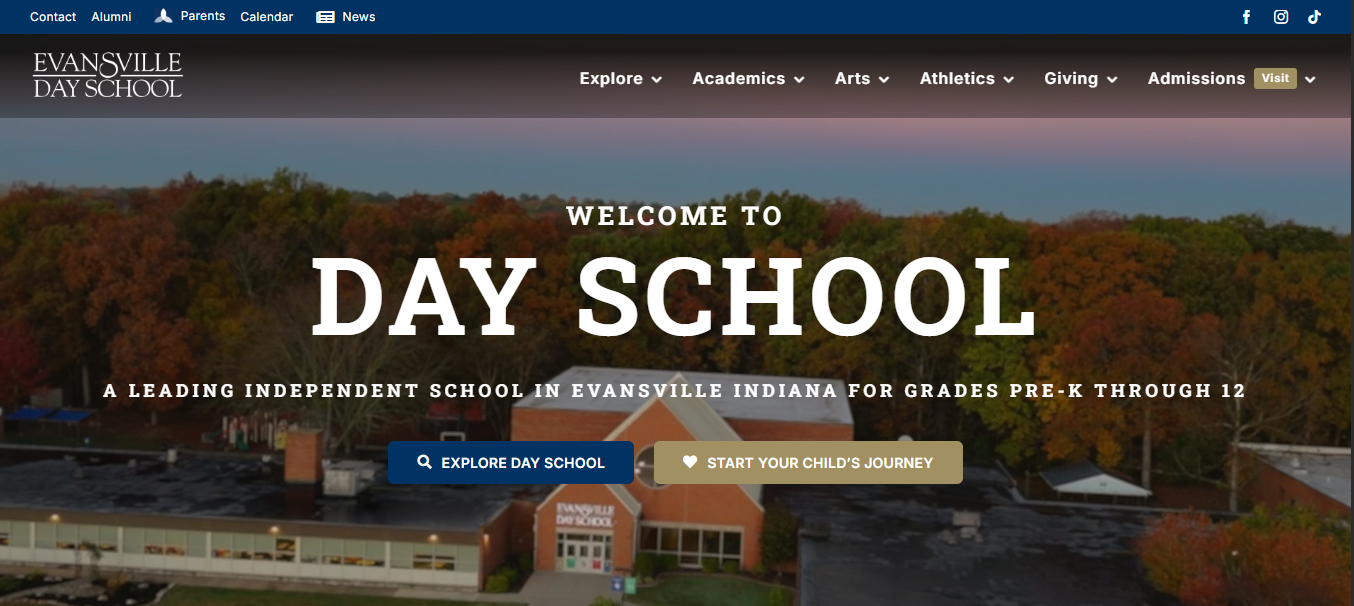 Contact Alumni Parents Calendar News
EVANSVILLE
DAY SCHOOL
Explore Academics Arts Athletics Giving Admissions Visit
WELCOME TO
DAY SCHOOL
A LEADING INDEPENDENT SCHOOL IN EVANSVILLE INDIANA FOR GRADES PRE-K THROUGH 12
EXPLORE DAY SCHOOL START YOUR CHILD'S JOURNEY
EVANSVILLE
DAY SCHOOL